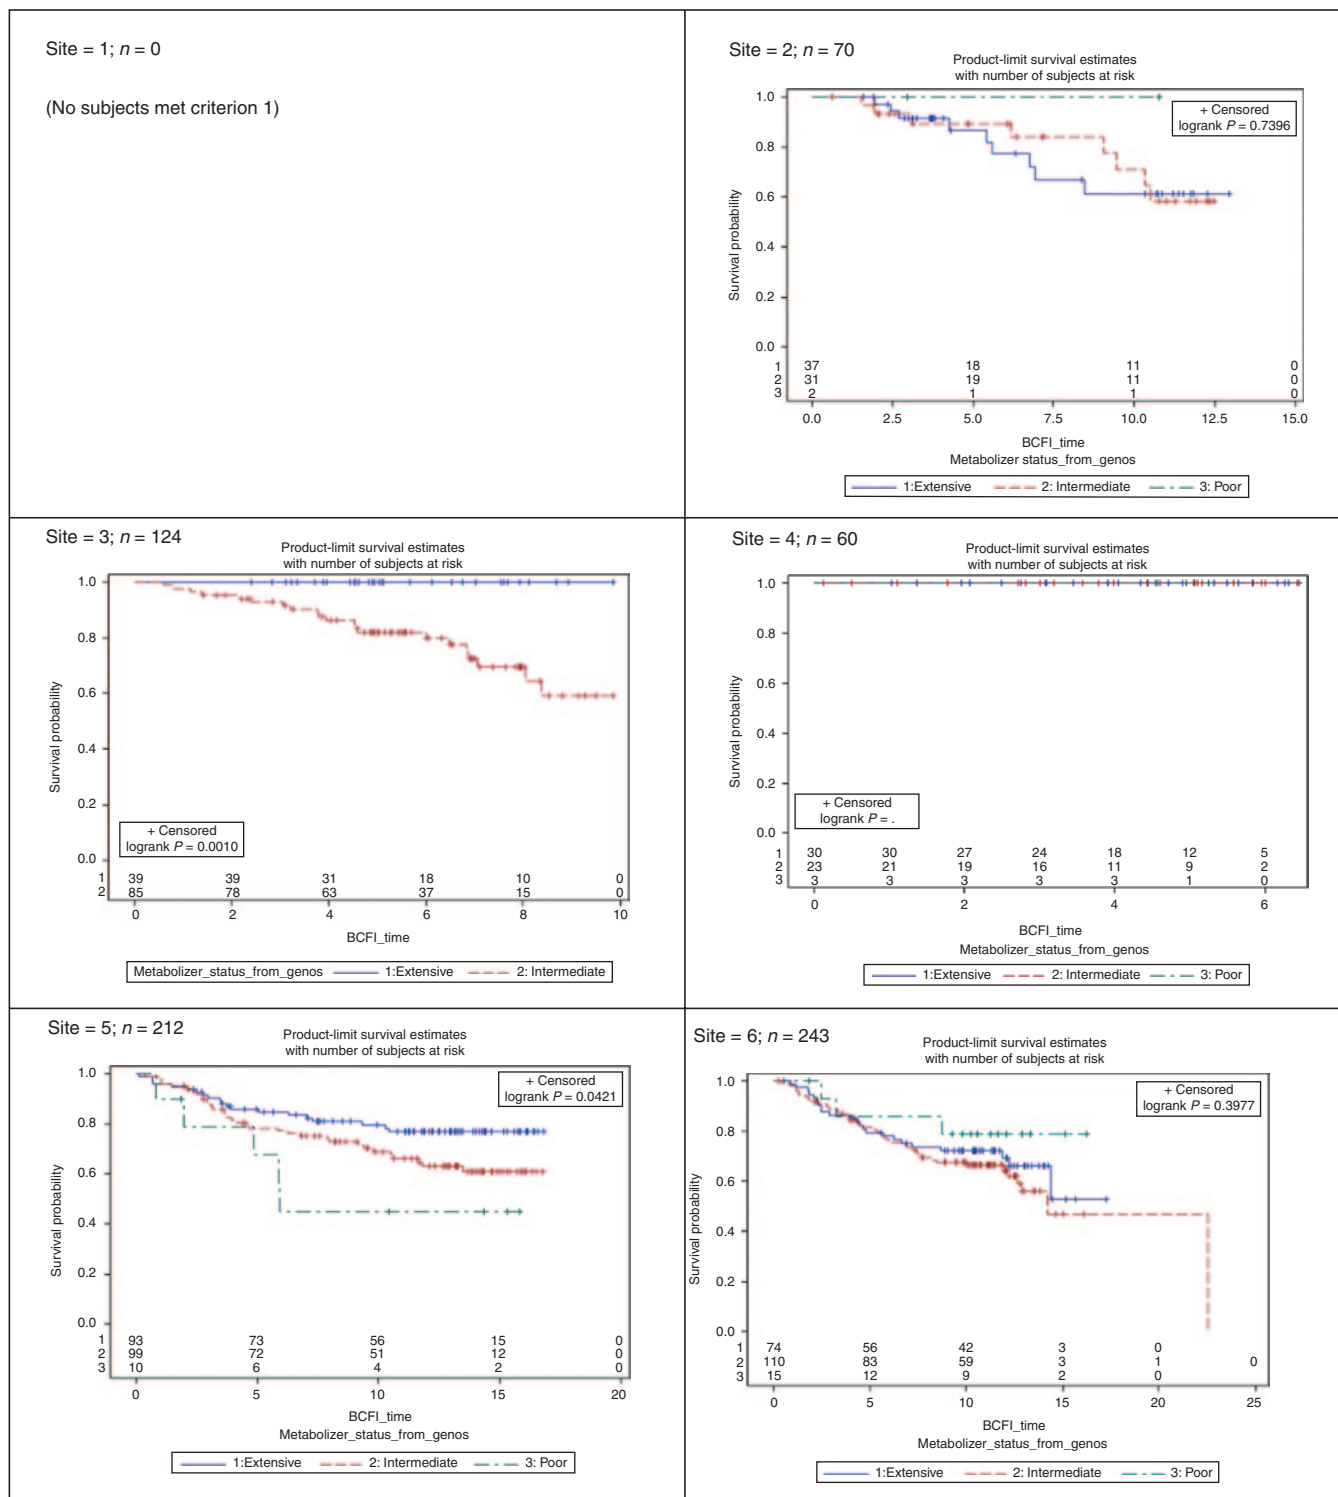 Site = 1; n = 0
(No subjects met criterion 1)
Site = 2; n = 70
Product-limit survival estimates
with number of subjects at risk
1.0
0.8
0.6
0.4
0.2
0.0
Survival probability
+ Censored
logrank P = 0.7396
1 37 18 11 0
2 31 19 11 0
3 2 1 1 0
0.0 2.5 5.0 7.5 10.0 12.5 15.0
BCFI_time
Metabolizer status_from_genos
1:Extensive 2: Intermediate 3: Poor
Site = 3; n = 124
Product-limit survival estimates
with number of subjects at risk
1.0
0.8
0.6
0.4
0.2
0.0
Survival probability
+ Censored
logrank P = 0.0010
1 39 39 31 18 10 0
2 85 78 63 37 15 0
0 2 4 6 8 10
BCFI_time
Metabolizer_status_from_genos 1:Extensive 2: Intermediate
Site = 4; n = 60
Product-limit survival estimates
with number of subjects at risk
1.0
0.8
0.6
0.4
0.2
0.0
Survival probability
+ Censored
logrank P = .
1 30 30 27 24 18 12 5
2 23 21 19 16 11 9 2
3 3 3 3 3 3 1 0
0 2 4 6
BCFI_time
Metabolizer_status_from_genos
1:Extensive 2: Intermediate 3: Poor
Site = 5; n = 212
Product-limit survival estimates
with number of subjects at risk
1.0
0.8
0.6
0.4
0.2
0.0
Survival probability
+ Censored
logrank P = 0.0421
1 93 73 56 15 0
2 99 72 51 12 0
3 10 6 4 2 0
0 5 10 15 20
BCFI_time
Metabolizer_status_from_genos
1:Extensive 2: Intermediate 3: Poor
Site = 6; n = 243
Product-limit survival estimates
with number of subjects at risk
1.0
0.8
0.6
0.4
0.2
0.0
Survival probability
+ Censored
logrank P = 0.3977
1 74 56 42 3 0
2 110 83 59 3 1 0
3 15 12 9 2 0
0 5 10 15 20 25
BCFI_time
Metabolizer_status_from_genos
1:Extensive 2: Intermediate 3: Poor